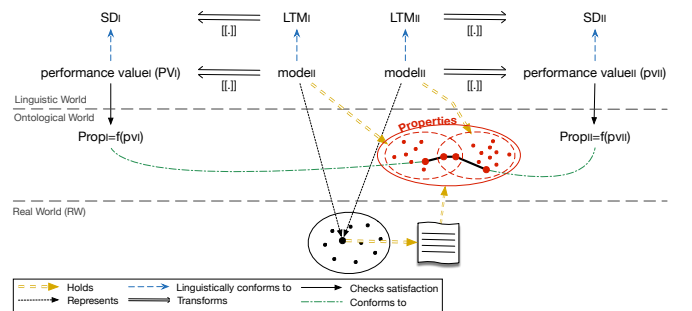 SDI LTMI LTMII SDII
[[.]] [[.]]
performance valueI (PVI) modelII modelII performance valueII (pvII)
[[.]] [[.]]
Linguistic World
Ontological World
Properties
PropI=f(pvI) PropII=f(pvII)
Real World (RW)
Holds Linguistically conforms to Checks satisfaction
Represents Transforms Conforms to